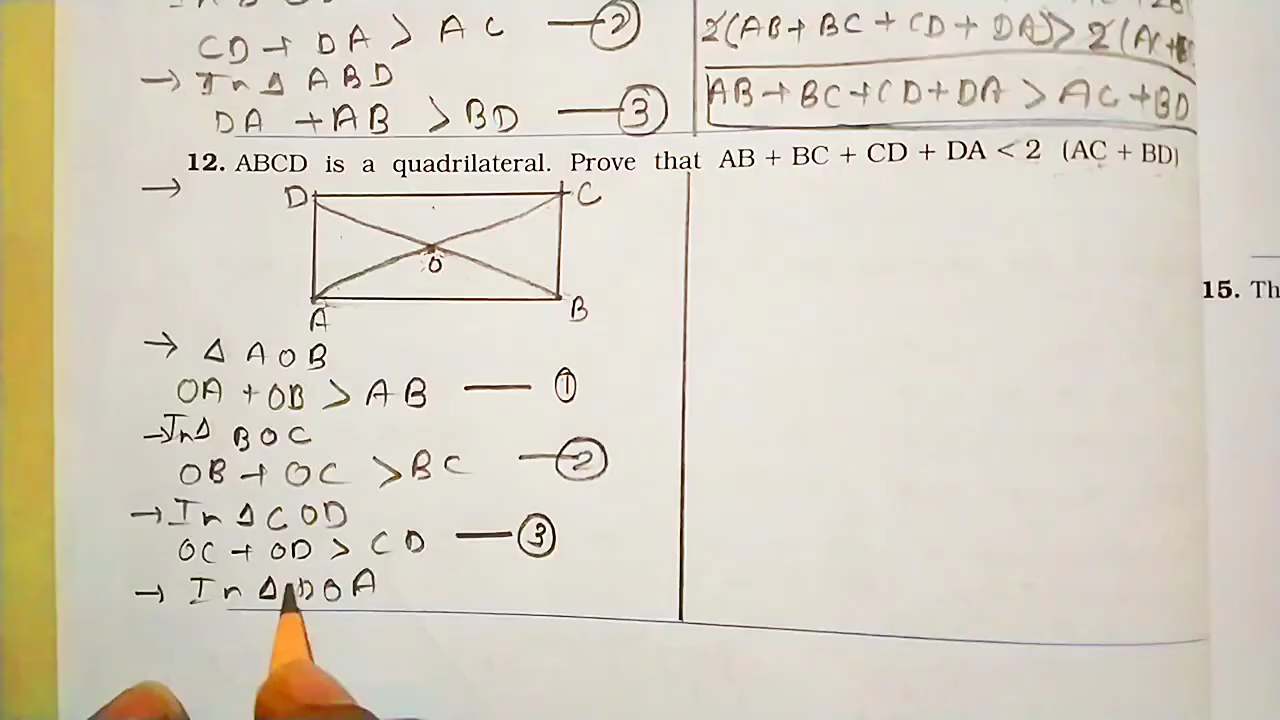 CD + DA > AC — ②
→ In Δ ABD
DA + AB > BD — ③
2(AB + BC + CD + DA) > 2(AC +
AB + BC + CD + DA > AC + BD
12. ABCD is a quadrilateral. Prove that AB + BC + CD + DA < 2 (AC + BD)
→
D C
O
A B
→ Δ AOB
OA + OB > AB — ①
→ In Δ BOC
OB + OC > BC — ②
→ In Δ COD
OC + OD > CD — ③
→ In Δ DOA
15. Th